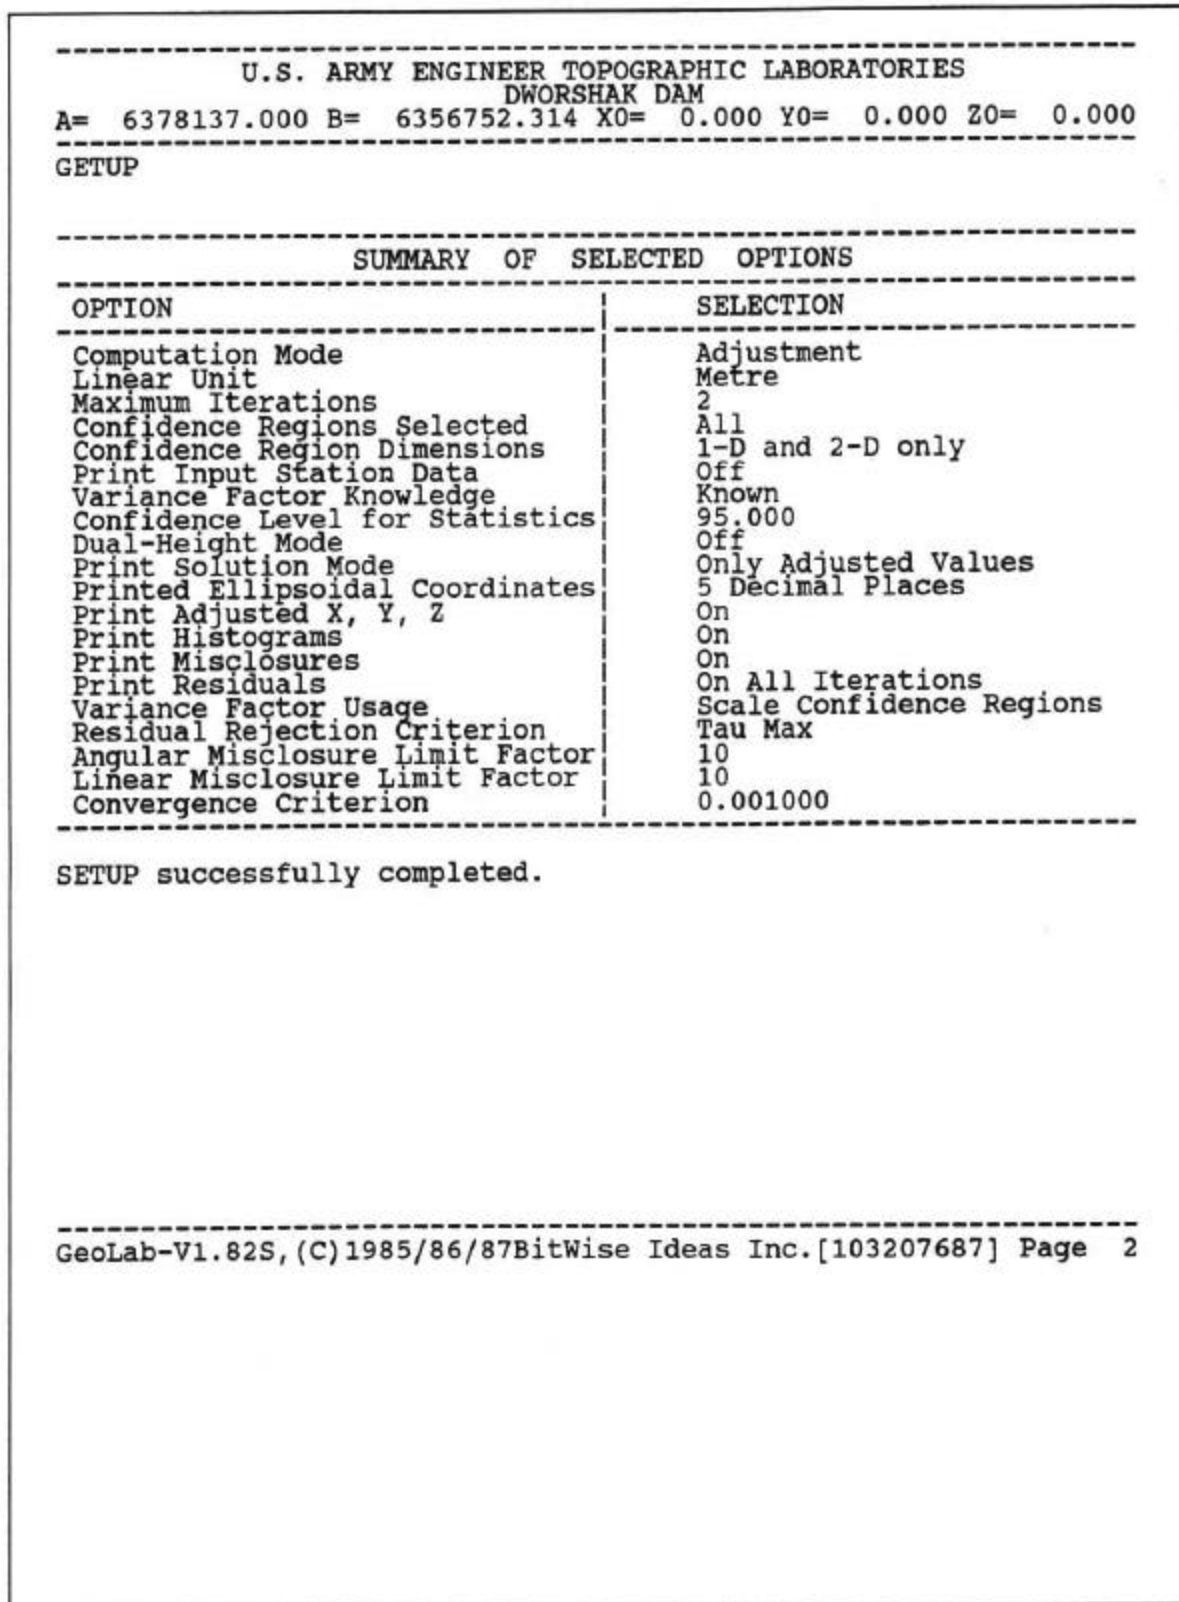 U.S. ARMY ENGINEER TOPOGRAPHIC LABORATORIES
DWORSHAK DAM
A= 6378137.000 B= 6356752.314 X0= 0.000 Y0= 0.000 Z0= 0.000
GETUP
SUMMARY OF SELECTED OPTIONS
OPTION | SELECTION
Computation Mode | Adjustment
Linear Unit | Metre
Maximum Iterations | 2
Confidence Regions Selected | All
Confidence Region Dimensions | 1-D and 2-D only
Print Input Station Data | Off
Variance Factor Knowledge | Known
Confidence Level for Statistics | 95.000
Dual-Height Mode | Off
Print Solution Mode | Only Adjusted Values
Printed Ellipsoidal Coordinates | 5 Decimal Places
Print Adjusted X, Y, Z | On
Print Histograms | On
Print Misclosures | On
Print Residuals | On All Iterations
Variance Factor Usage | Scale Confidence Regions
Residual Rejection Criterion | Tau Max
Angular Misclosure Limit Factor | 10
Linear Misclosure Limit Factor | 10
Convergence Criterion | 0.001000
SETUP successfully completed.
GeoLab-V1.82S,(C)1985/86/87BitWise Ideas Inc.[103207687] Page 2